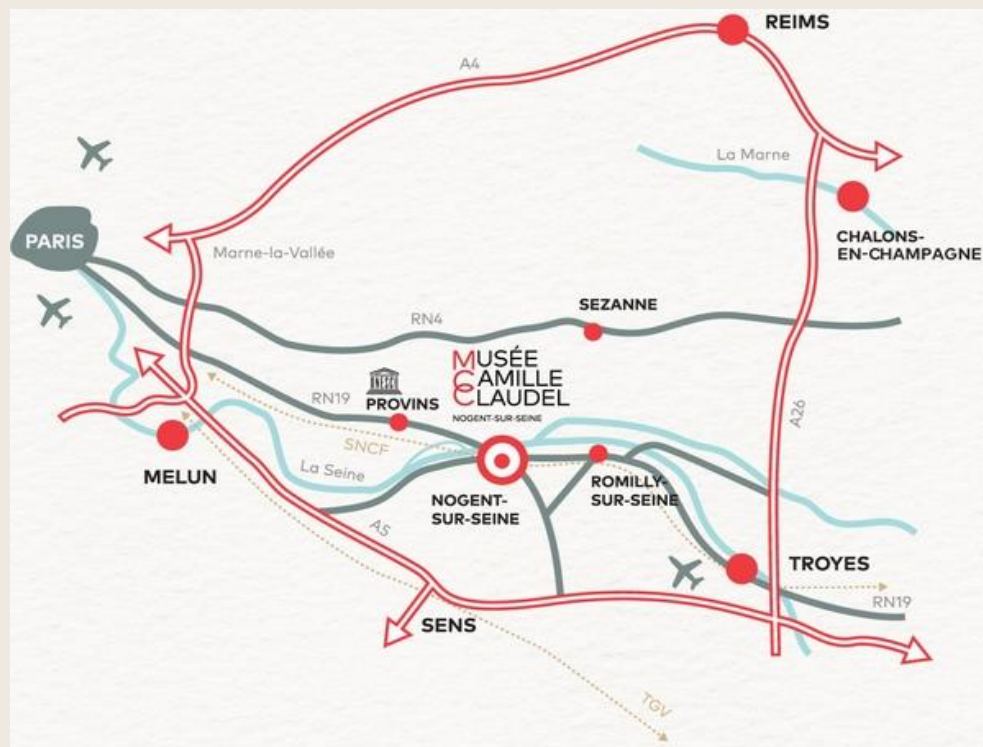 REIMS
A4
La Marne
PARIS
CHALONS-
EN-CHAMPAGNE
Marne-la-Vallée
SEZANNE
RN4
MUSÉE
CAMILLE
CLAUDEL
NOGENT-SUR-SEINE
UNESCO
RN19
PROVINS
A26
SNCF
La Seine
MELUN
NOGENT-
SUR-SEINE
ROMILLY-
SUR-SEINE
A5
TROYES
RN19
SENS
TGV